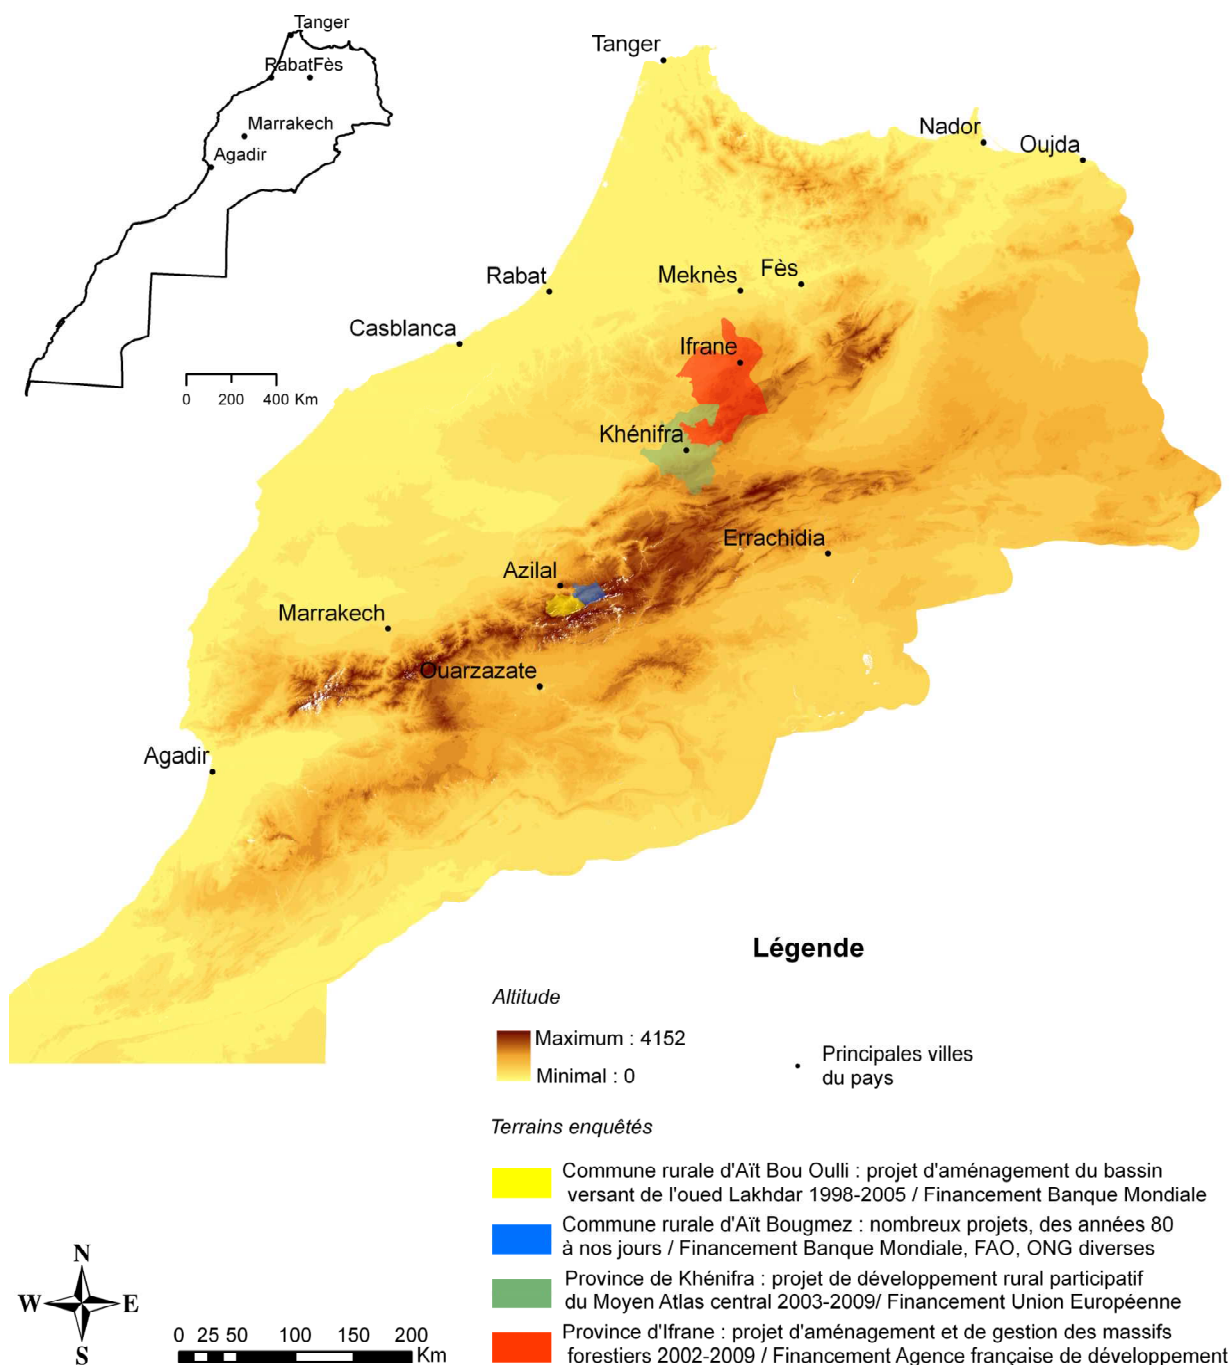 Tanger
RabatFès
Marrakech
Agadir
0 200 400 Km
Tanger
Nador
Oujda
Rabat
Meknès
Fès
Casblanca
Ifrane
Khénifra
Errachidia
Azilal
Marrakech
Ouarzazate
Agadir
Légende
Altitude
Maximum : 4152
Minimal : 0
Principales villes
du pays
Terrains enquêtés
Commune rurale d'Aït Bou Oulli : projet d'aménagement du bassin
versant de l'oued Lakhdar 1998-2005 / Financement Banque Mondiale
Commune rurale d'Aït Bougmez : nombreux projets, des années 80
à nos jours / Financement Banque Mondiale, FAO, ONG diverses
Province de Khénifra : projet de développement rural participatif
du Moyen Atlas central 2003-2009/ Financement Union Européenne
Province d'Ifrane : projet d'aménagement et de gestion des massifs
forestiers 2002-2009 / Financement Agence française de développement
N
W E
S
0 25 50 100 150 200
Km